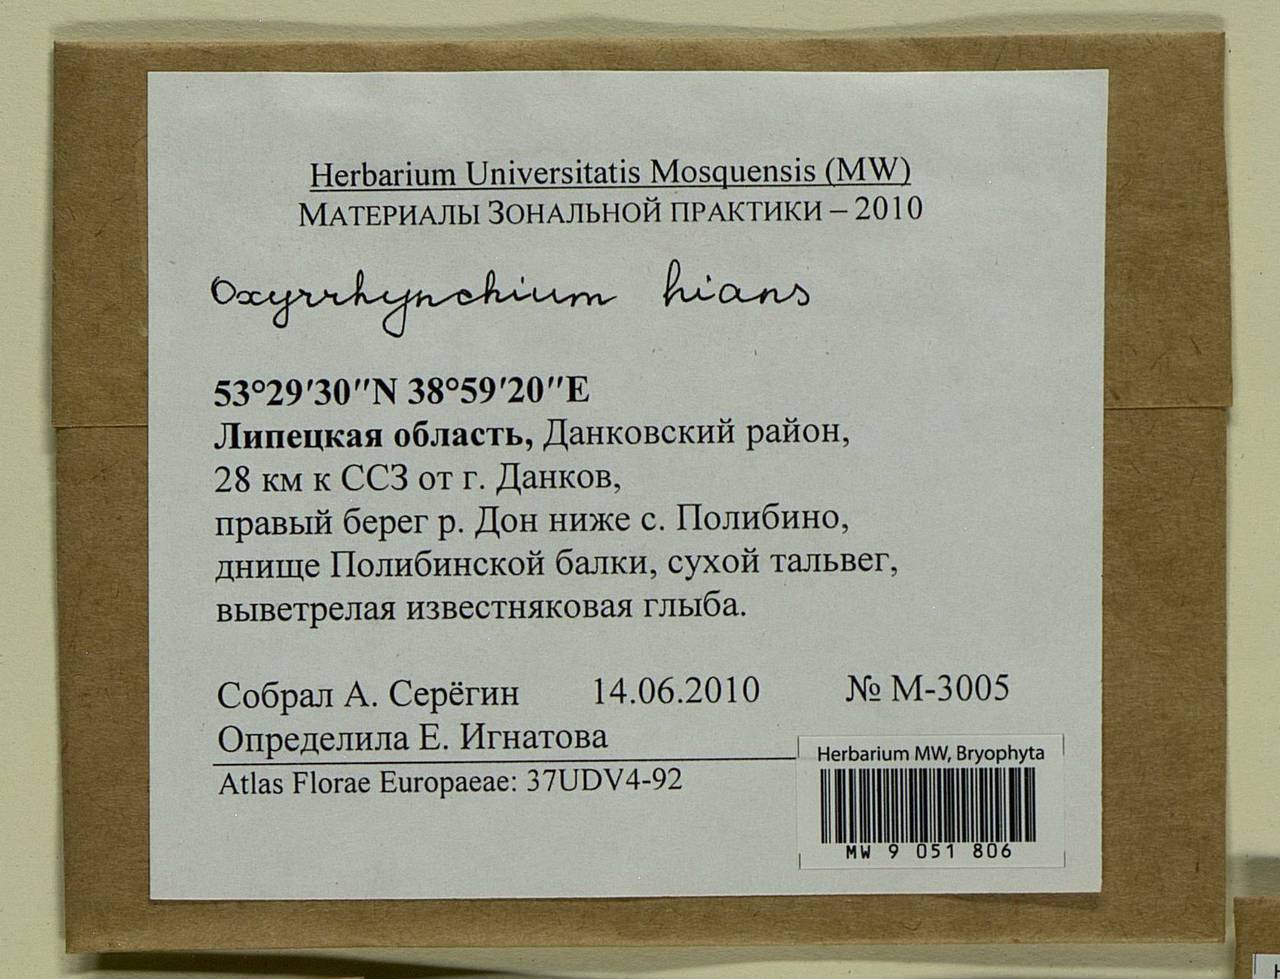 Herbarium Universitatis Mosquensis (MW)
МАТЕРИАЛЫ ЗОНАЛЬНОЙ ПРАКТИКИ – 2010
Oxyrrhynchium hians
53°29′30″N 38°59′20″E
Липецкая область, Данковский район,
28 км к ССЗ от г. Данков,
правый берег р. Дон ниже с. Полибино,
днище Полибинской балки, сухой тальвег,
выветрелая известняковая глыба.
Собрал А. Серёгин 14.06.2010 № М-3005
Определила Е. Игнатова
Atlas Florae Europaeae: 37UDV4-92
Herbarium MW, Bryophyta
MW 9 051 806